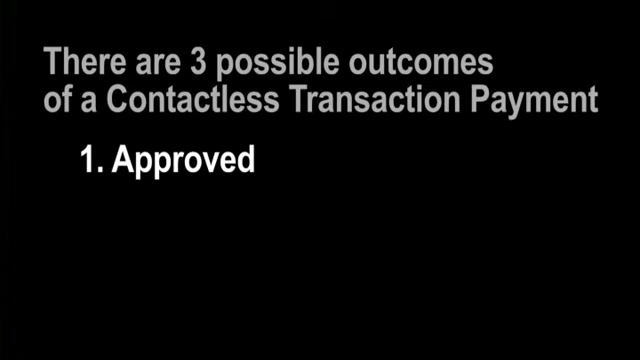 There are 3 possible outcomes
of a Contactless Transaction Payment
1. Approved